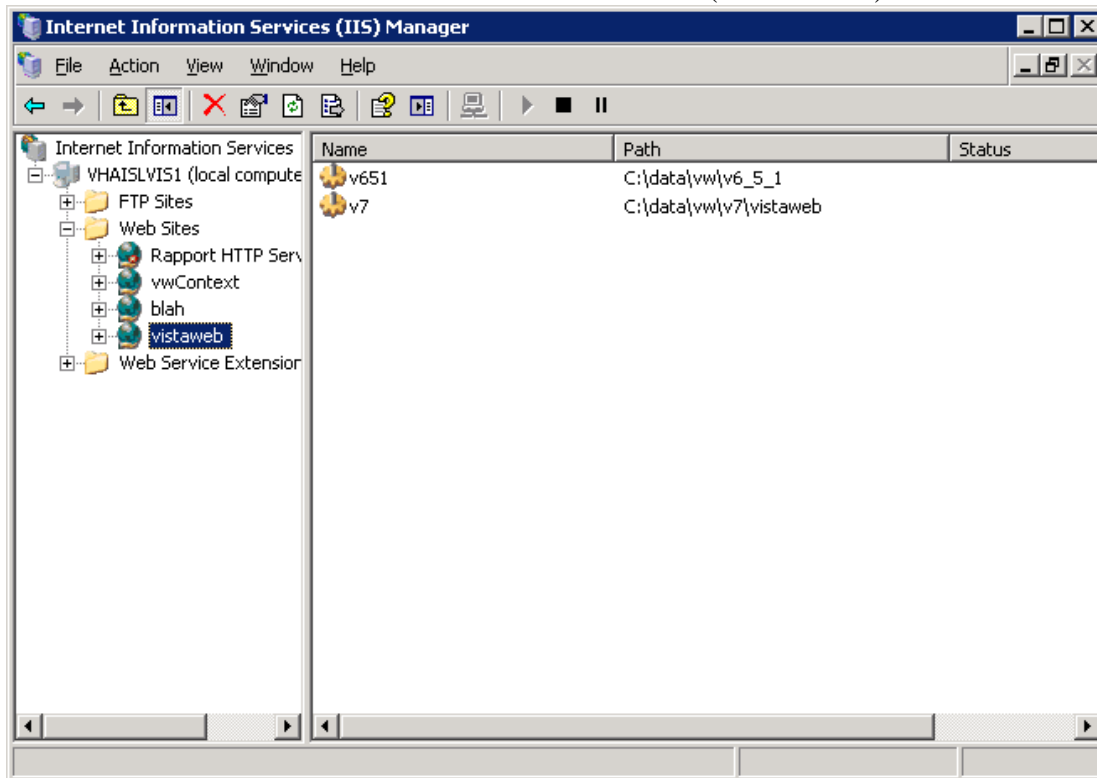 Internet Information Services (IIS) Manager
File Action View Window Help
Internet Information Services
Name Path Status
VHAISLVIS1 (local compute
v651 C:\data\vw\v6_5_1
FTP Sites
v7 C:\data\vw\v7\vistaweb
Web Sites
Rapport HTTP Serv
vwContext
blah
vistaweb
Web Service Extension